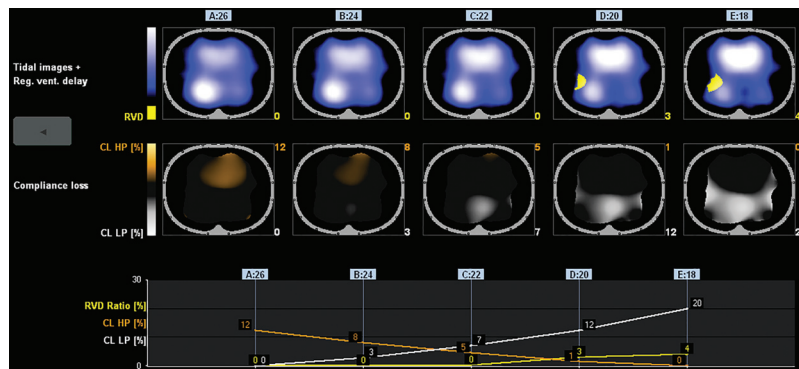 A:26 B:24 C:22 D:20 E:18
Tidal images +
Reg. vent. delay
RVD 0 0 0 3 4
CL HP [%] 12 8 5 1 0
Compliance loss
CL LP [%] 0 3 7 12 2
A:26 B:24 C:22 D:20 E:18
30
RVD Ratio [%]
CL HP [%]
CL LP [%]
0
12 8 5 1 0
0 3 7 12 20
0 0 0 3 4